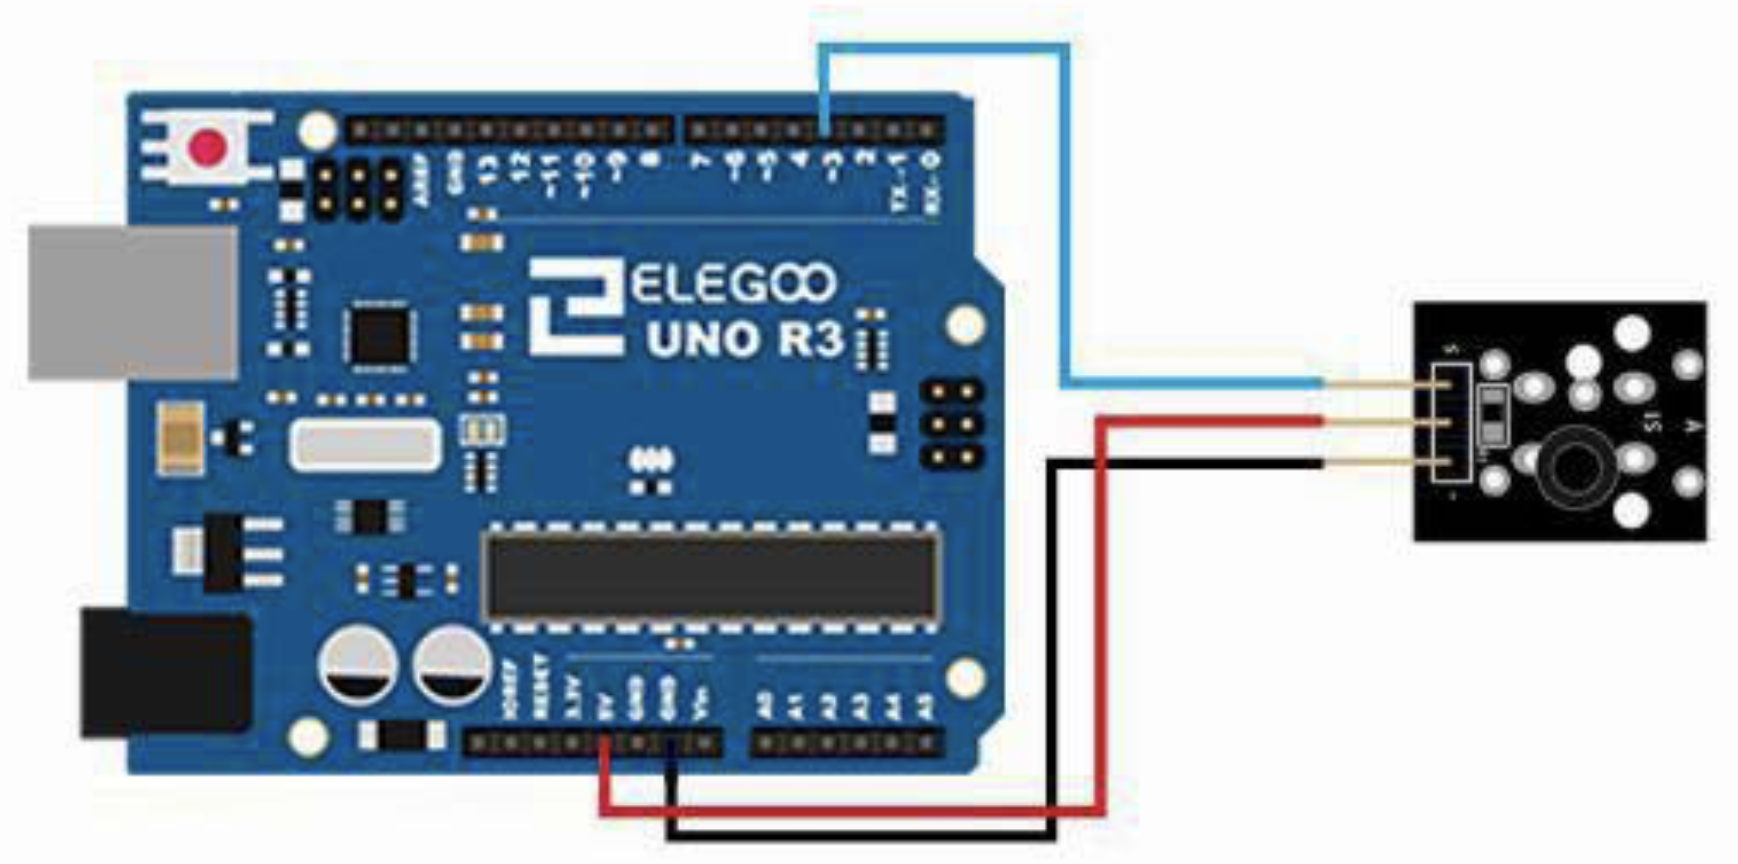 AREF
GND
13
12
~11
~10
~9
8
7
~6
~5
4
~3
2
TX→1
RX←0
ELEGOO
UNO R3
S
S1
A
-
IOREF
RESET
3.3V
5V
GND
GND
Vin
A0
A1
A2
A3
A4
A5